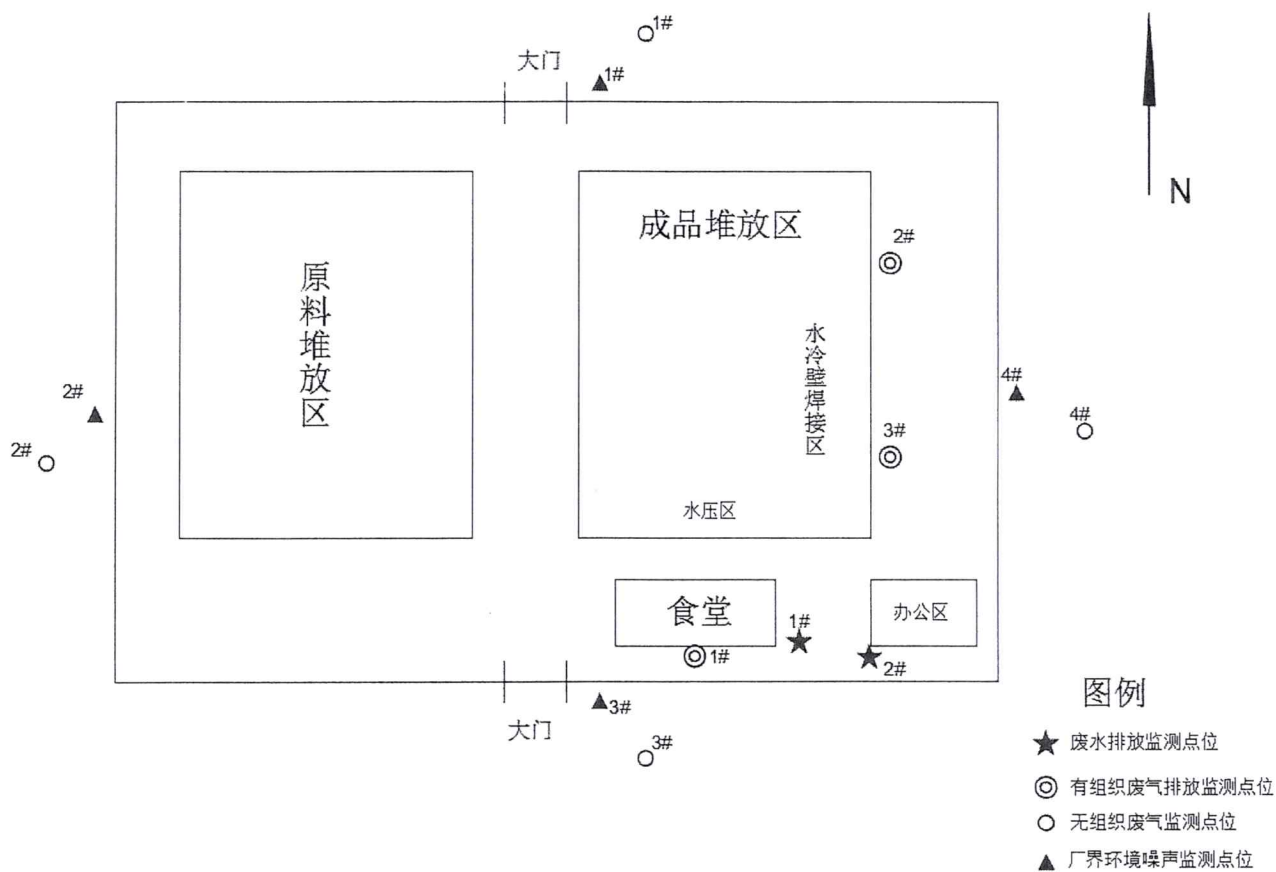 1#
大门
1#
N
成品堆放区
2#
原料堆放区
水冷壁焊接区
2#
4#
4#
3#
2#
水压区
食堂
1#
办公区
1#
2#
3#
大门
3#
图例
废水排放监测点位
有组织废气排放监测点位
无组织废气监测点位
厂界环境噪声监测点位